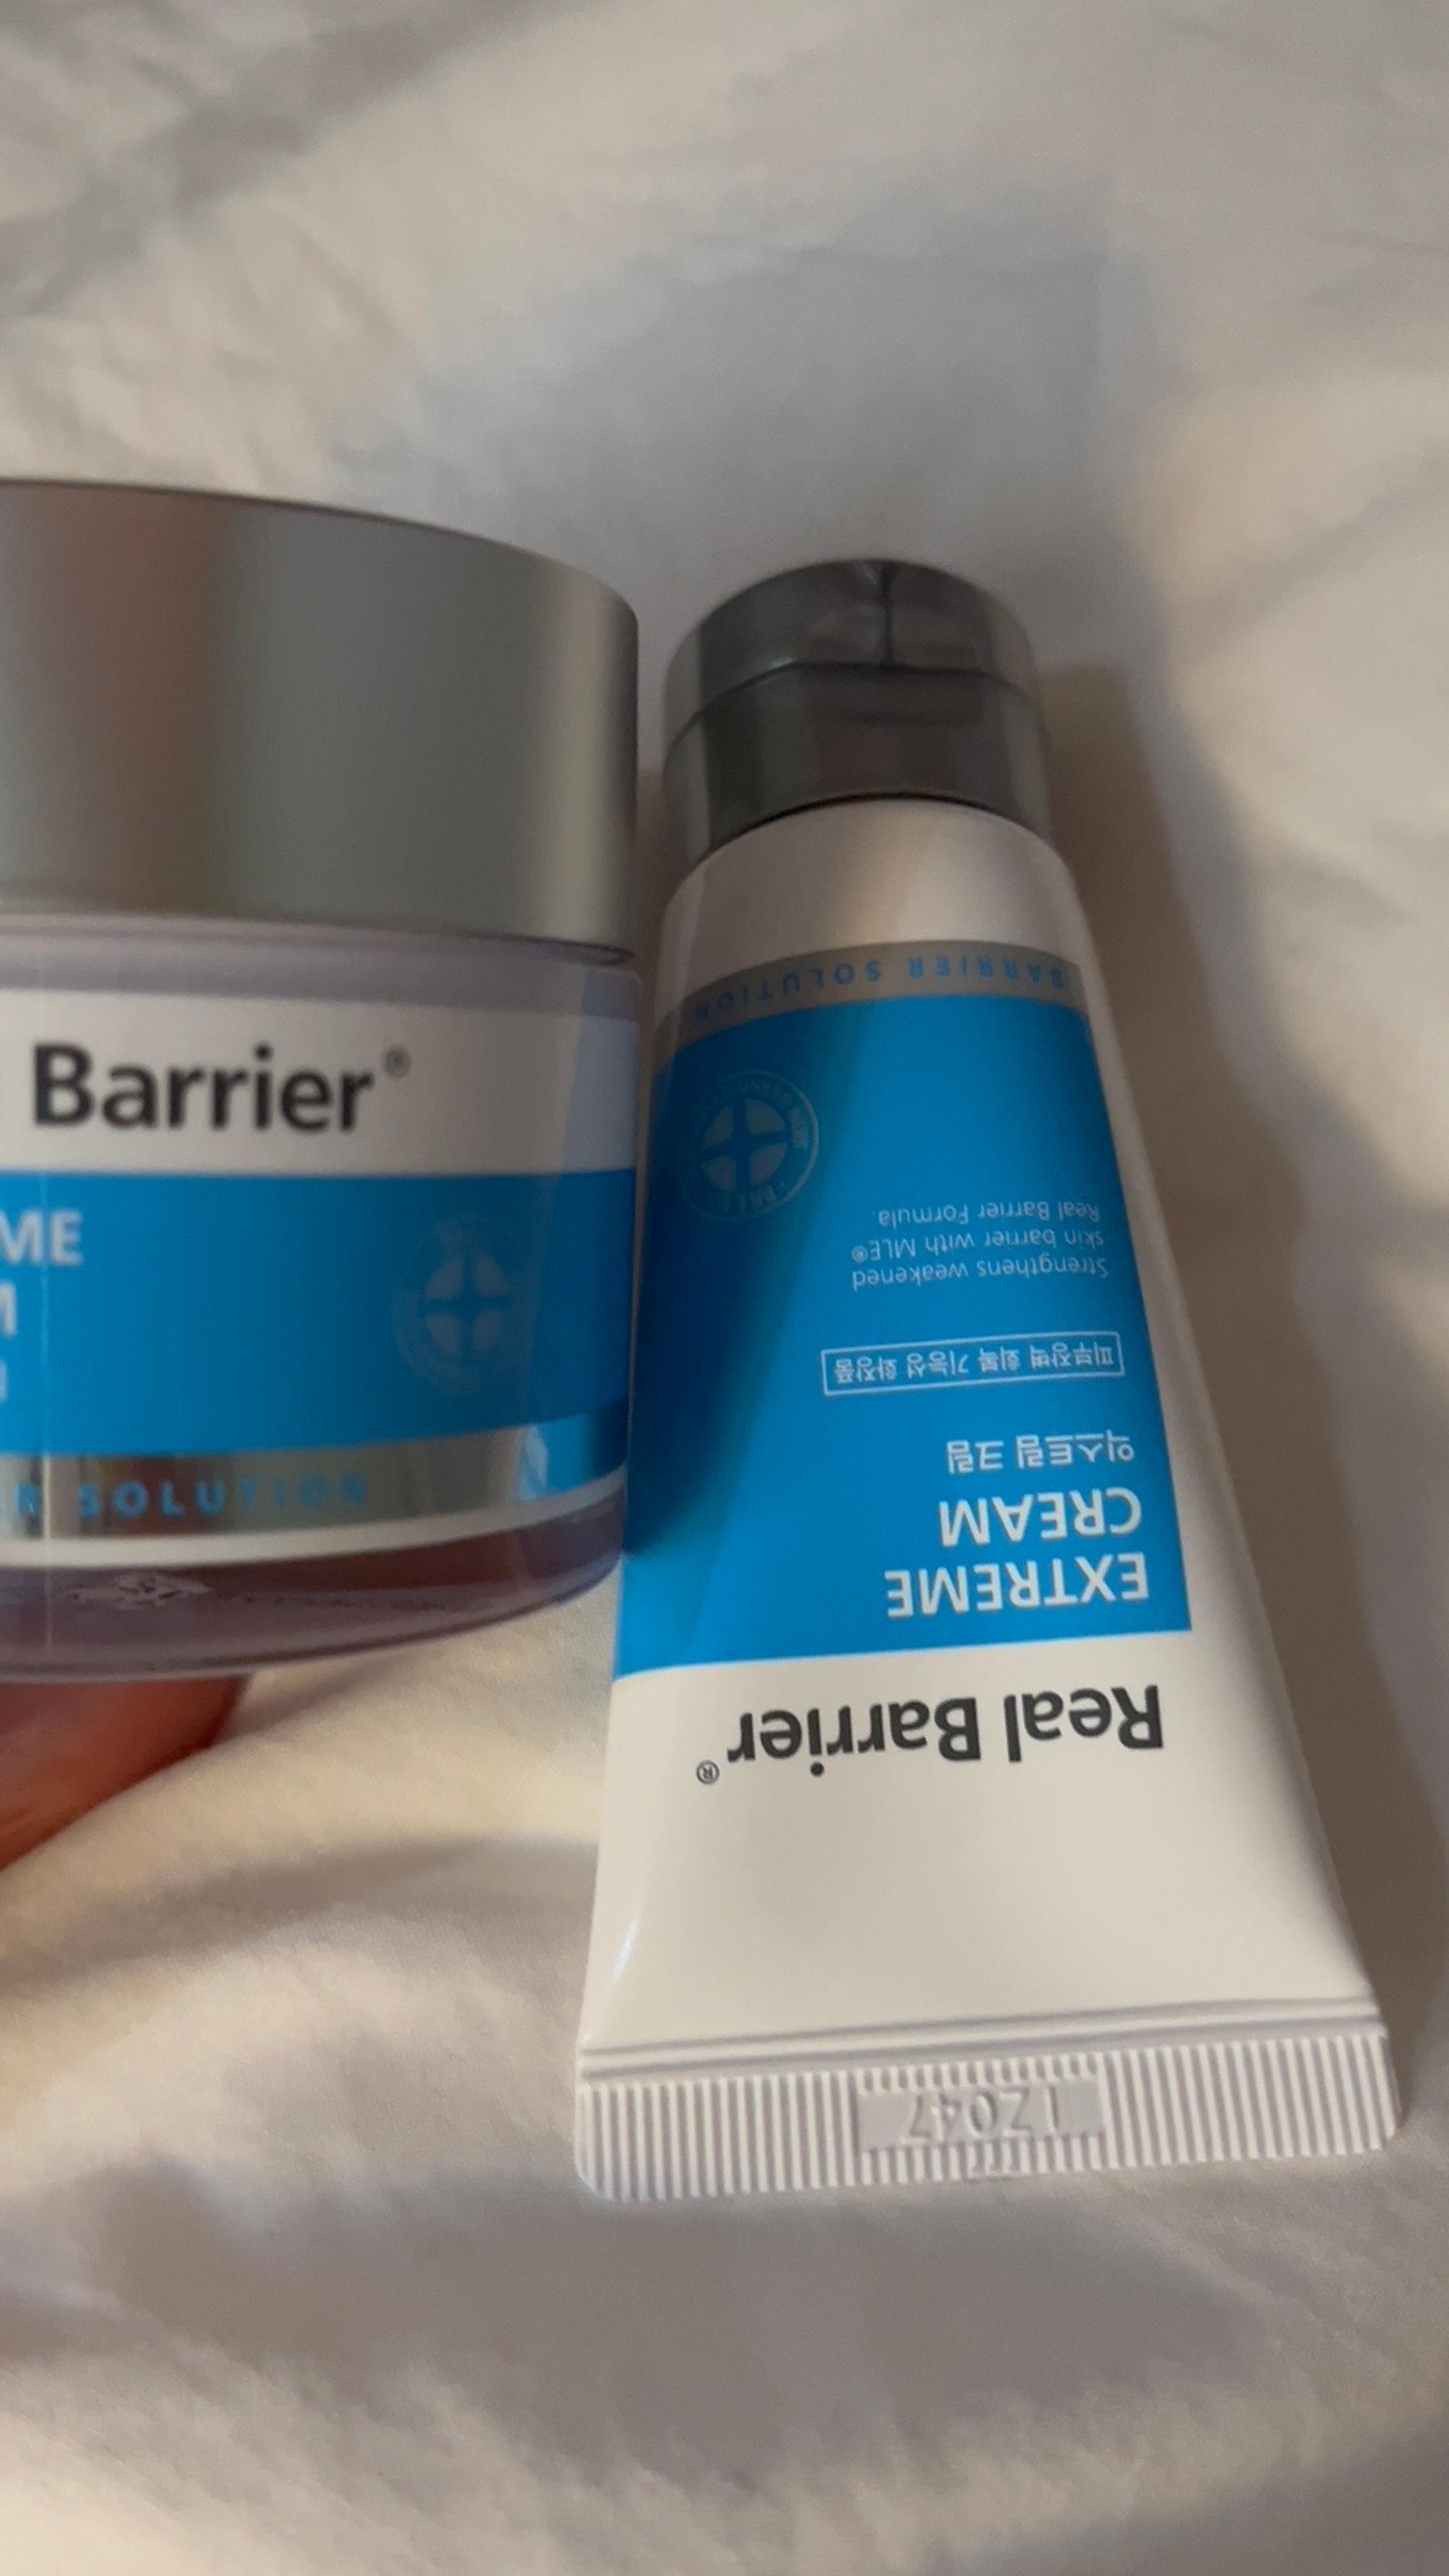 Barrier®
ME
M
N SOLUTION
Real Barrier®
EXTREME
CREAM
익스트림 크림
피부장벽 회복 기능성 화장품
Strengthens weakened
skin barrier with MLE®
Real Barrier Formula.
MLE
BARRIER SOLUTION
1Z047